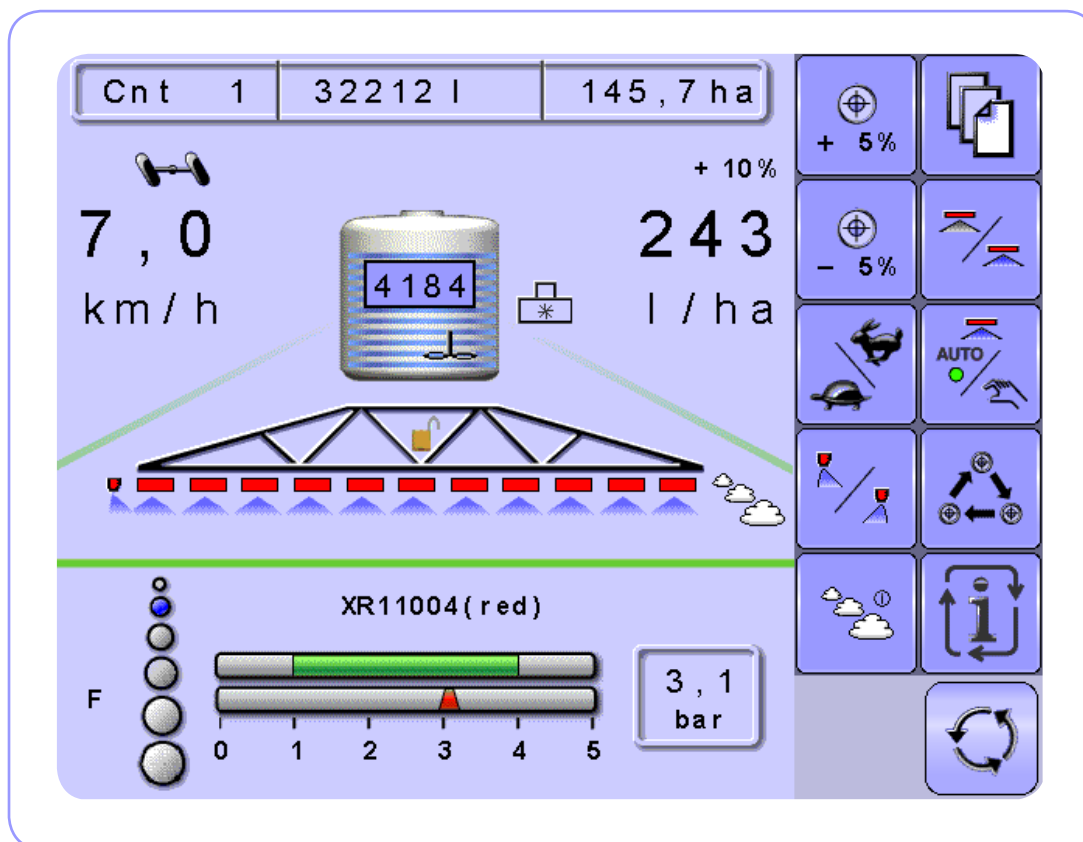 Cnt 1 32212 l 145,7 ha
+ 5%
+ 10%
7,0
243
4184
- 5%
km/h
l/ha
AUTO
XR11004(red)
F
3,1
bar
0 1 2 3 4 5